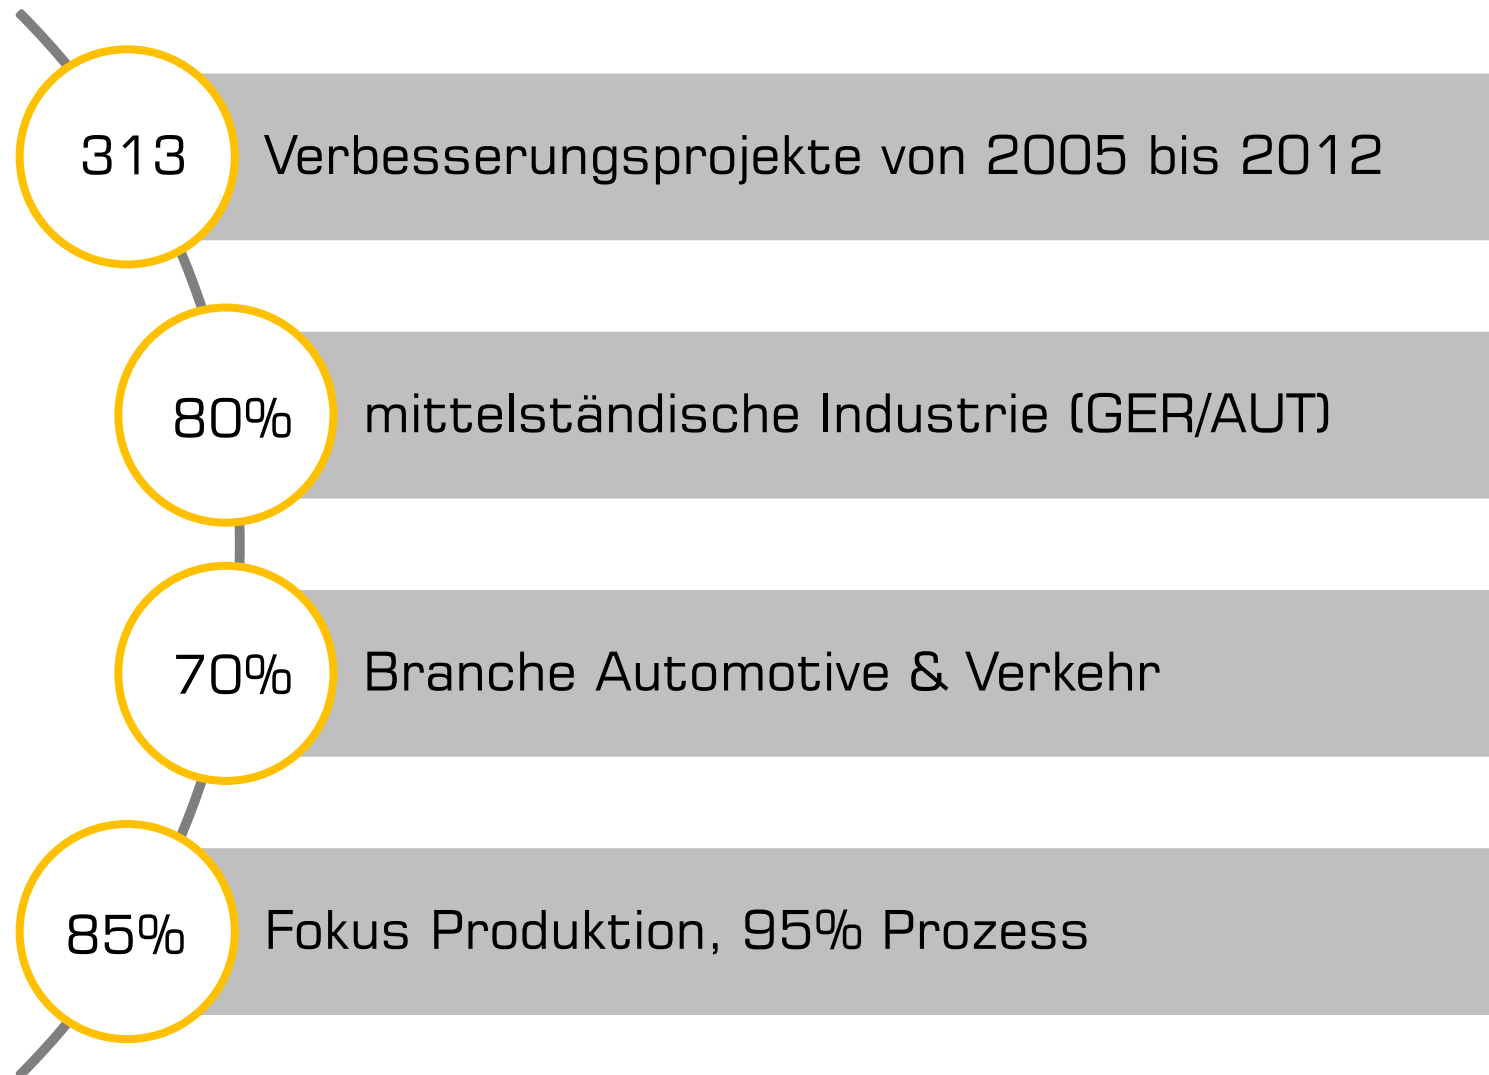 313 Verbesserungsprojekte von 2005 bis 2012
80% mittelständische Industrie (GER/AUT)
70% Branche Automotive & Verkehr
85% Fokus Produktion, 95% Prozess